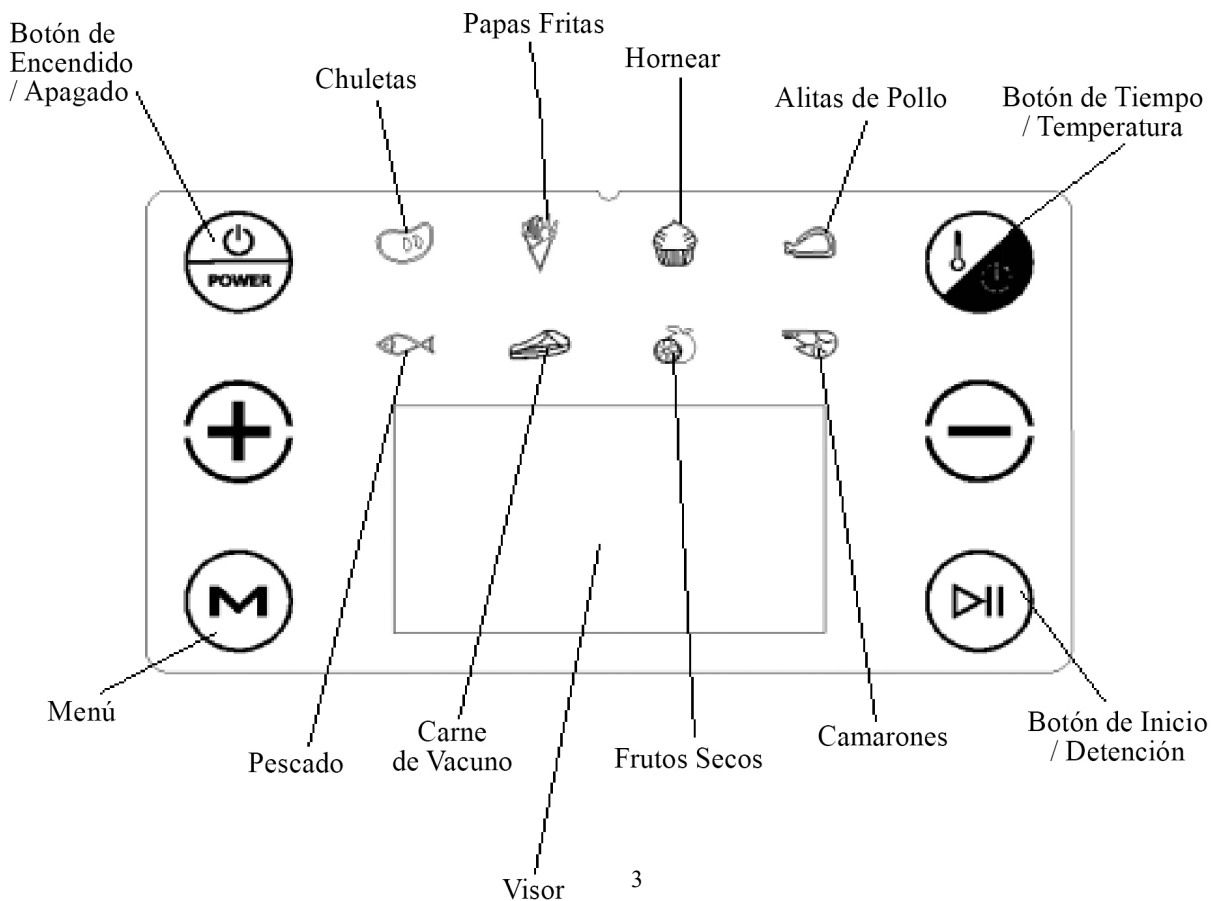 Papas Fritas
Botón de
Encendido
/ Apagado
Chuletas
Hornear
Alitas de Pollo
Botón de Tiempo
/ Temperatura
POWER
M
Menú
Pescado
Carne
de Vacuno
Frutos Secos
Camarones
Botón de Inicio
/ Detención
Visor
3